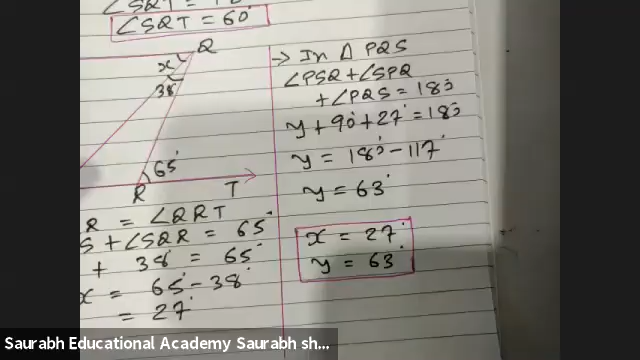 ∠SQT = 60°
Q
x
38°
65°
R T
R = ∠QRT
S + ∠SQR = 65°
+ 38° = 65°
x = 65° - 38°
= 27°
→ In Δ PQS
∠PSQ + ∠SPQ
+ ∠PQS = 180°
y + 90° + 27° = 180°
y = 180° - 117°
y = 63°
x = 27°
y = 63°
Saurabh Educational Academy Saurabh sh...